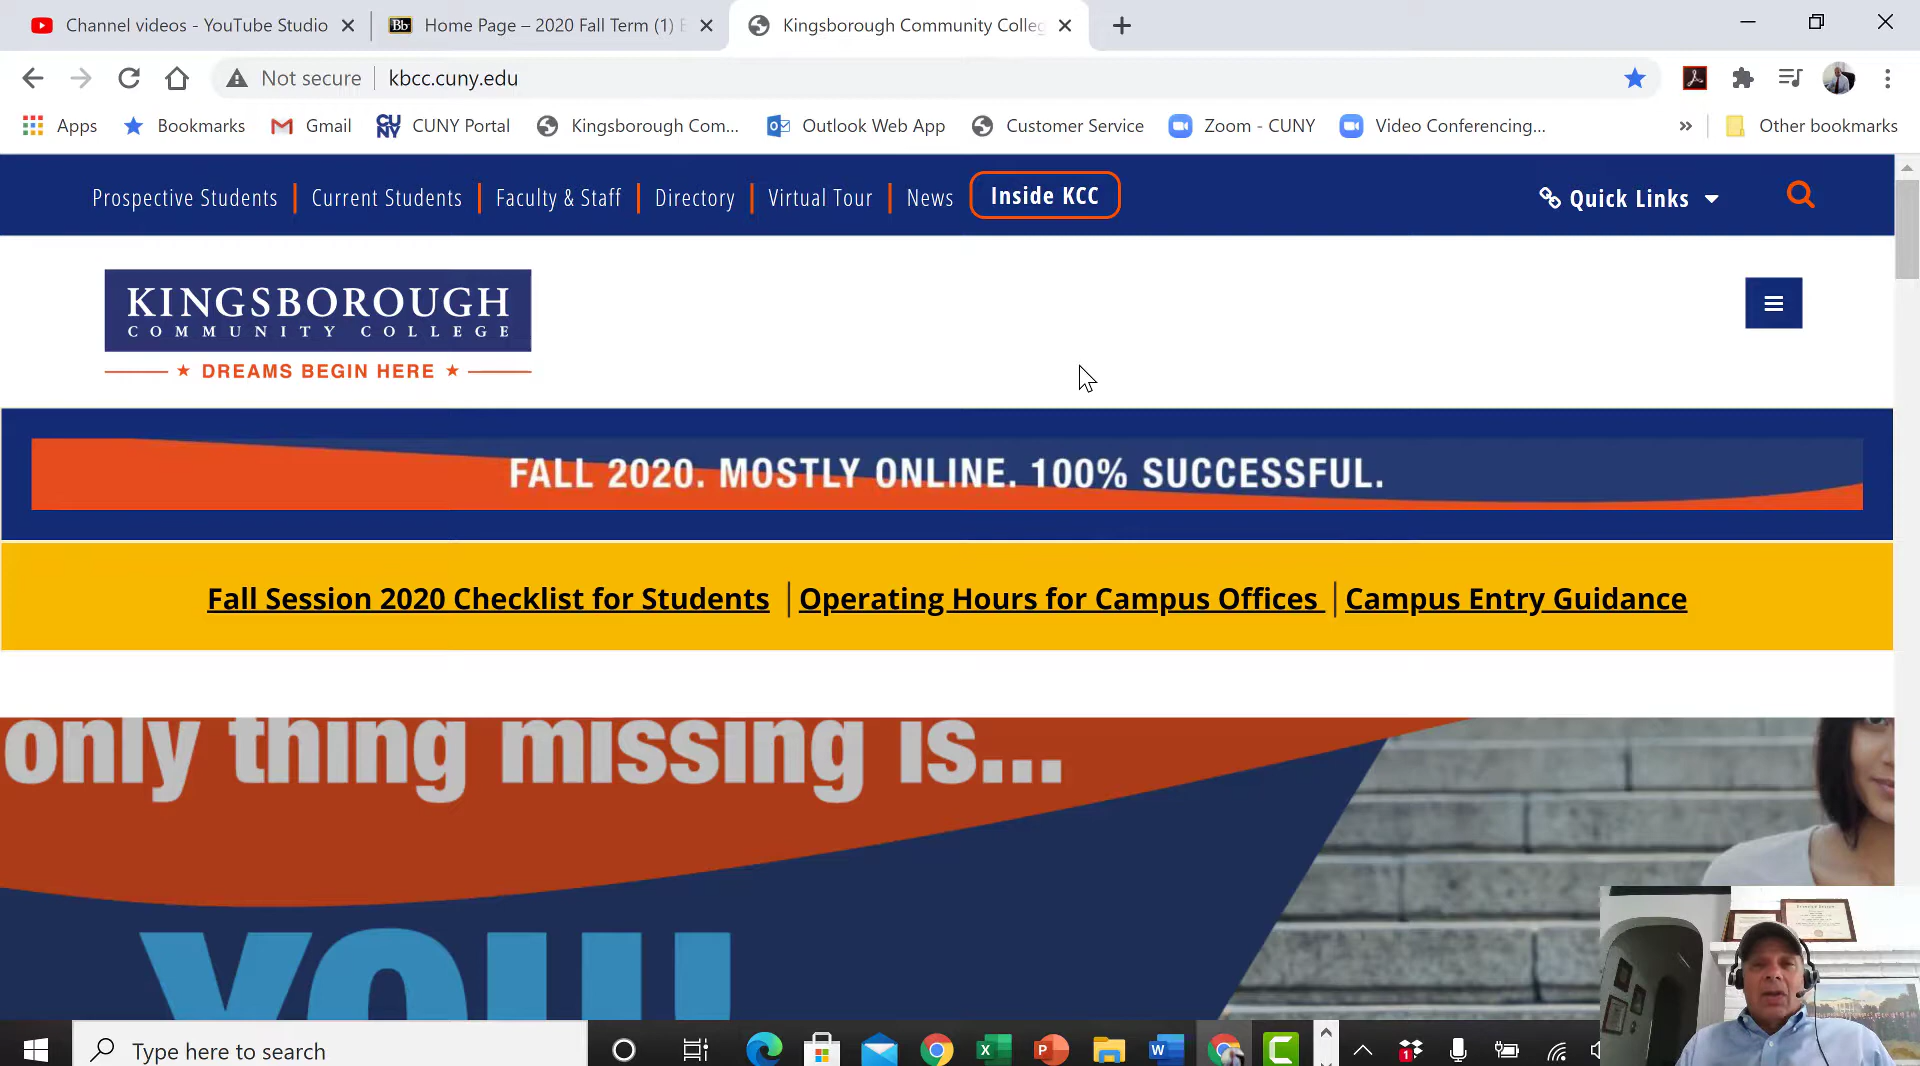 Channel videos - YouTube Studio
Bb Home Page – 2020 Fall Term (1)
Kingsborough Community Colleg
Not secure kbcc.cuny.edu
Apps Bookmarks Gmail CUNY CUNY Portal Kingsborough Com... Outlook Web App Customer Service Zoom - CUNY Video Conferencing... » Other bookmarks
Prospective Students Current Students Faculty & Staff Directory Virtual Tour News Inside KCC Quick Links
KINGSBOROUGH
COMMUNITY COLLEGE
DREAMS BEGIN HERE
FALL 2020. MOSTLY ONLINE. 100% SUCCESSFUL.
Fall Session 2020 Checklist for Students Operating Hours for Campus Offices Campus Entry Guidance
only thing missing is...
YOU!
Type here to search
1